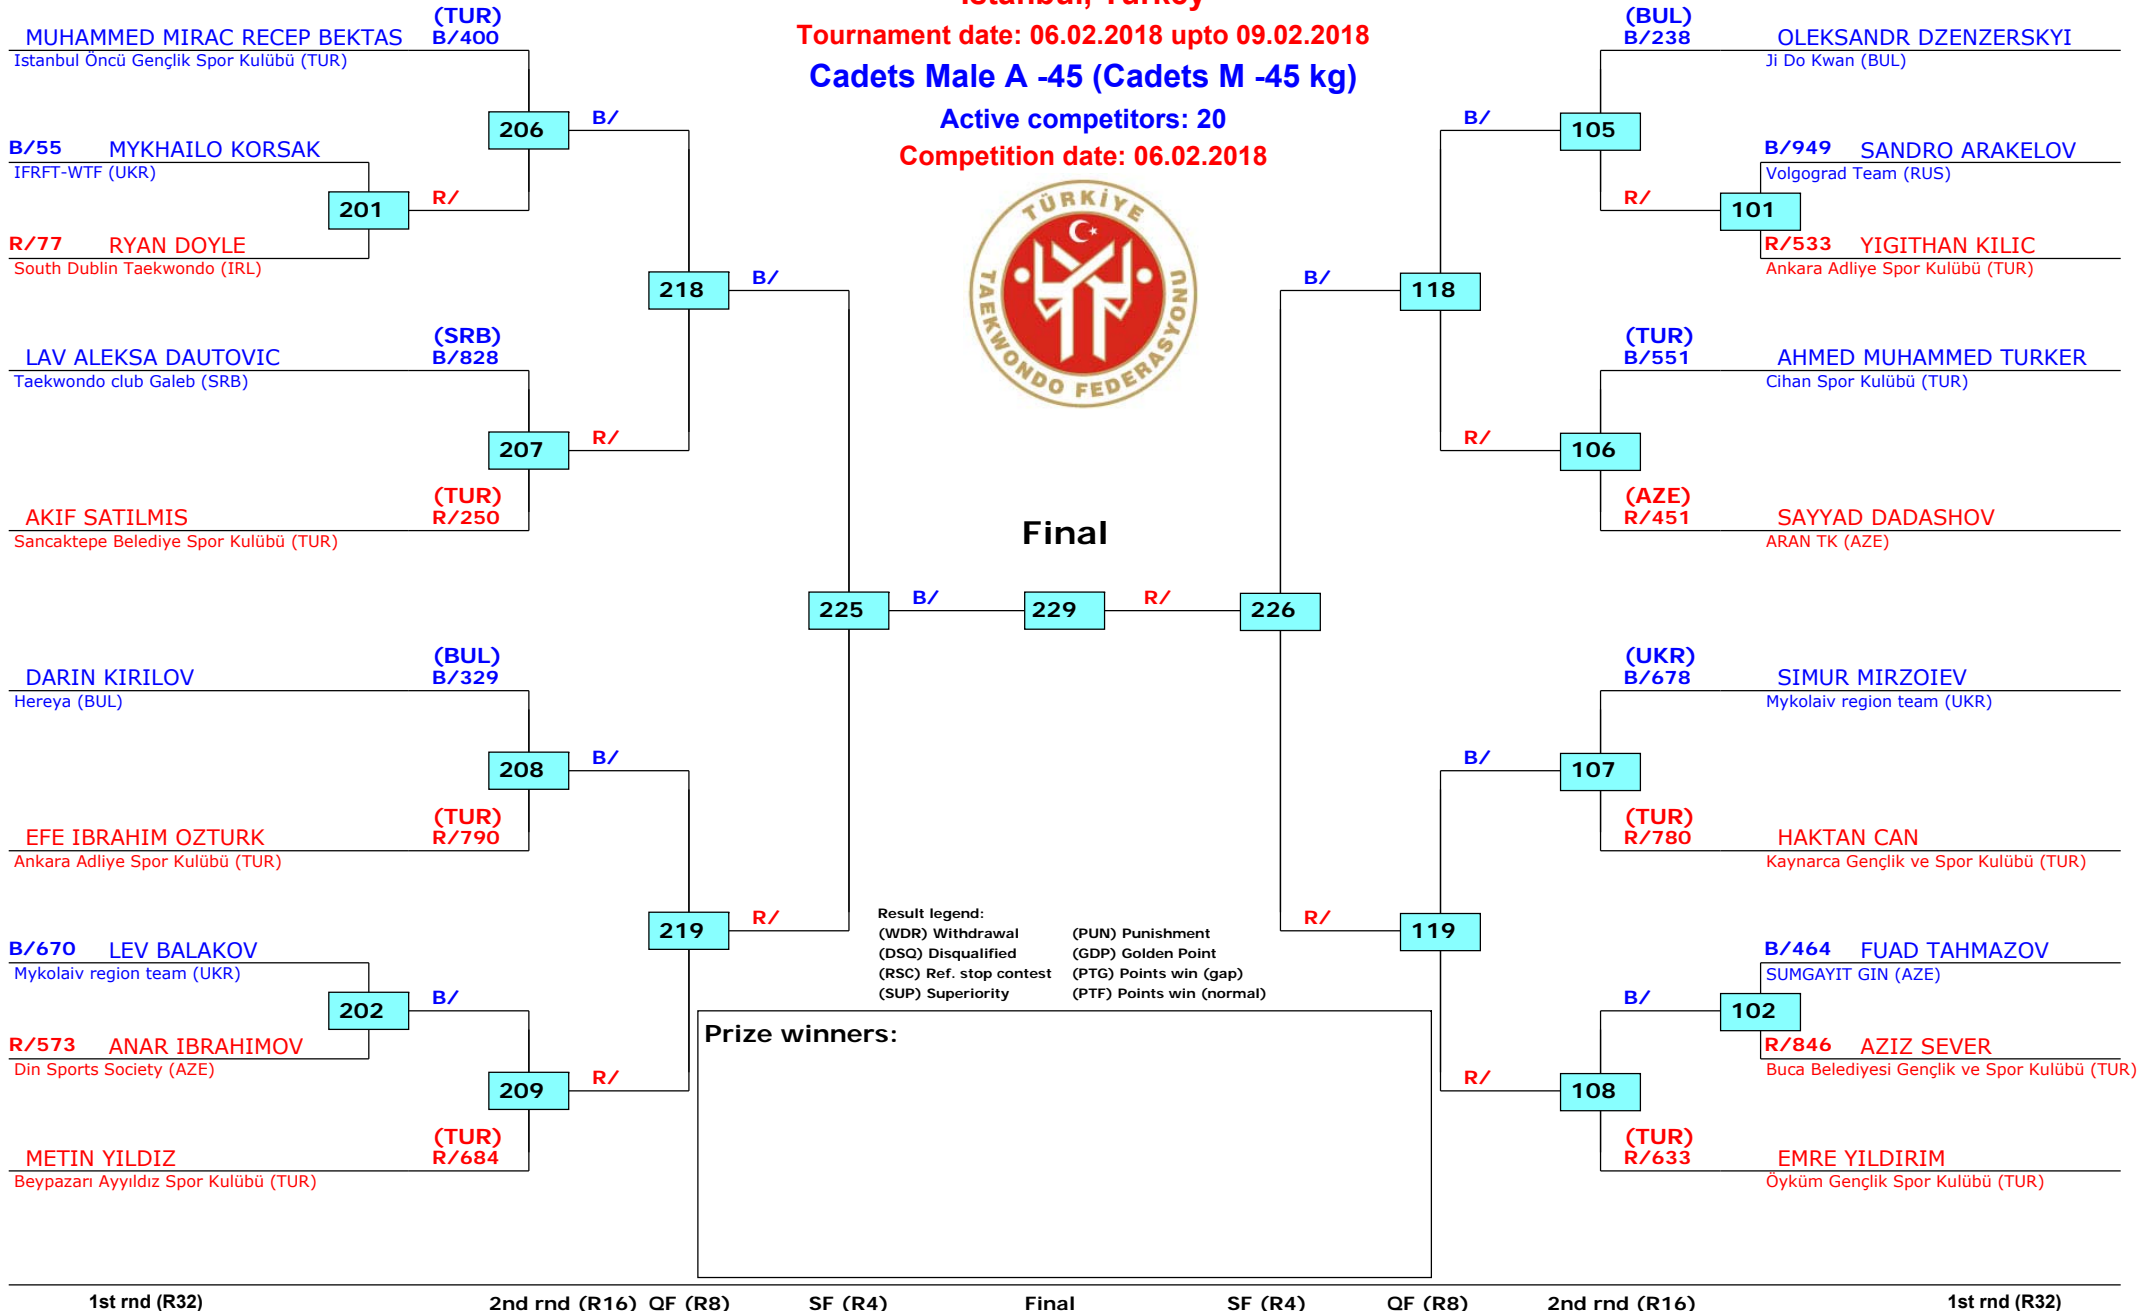 Istanbul, Turkey
Tournament date: 06.02.2018 upto 09.02.2018
Cadets Male A -45 (Cadets M -45 kg)
Active competitors: 20
Competition date: 06.02.2018
TÜRKİYE
TAEKWONDO FEDERASYONU
(TUR)
MUHAMMED MIRAC RECEP BEKTAS B/400
Istanbul Öncü Gençlik Spor Kulübü (TUR)
206 B/
B/55 MYKHAILO KORSAK
IFRFT-WTF (UKR)
201 R/
R/77 RYAN DOYLE
South Dublin Taekwondo (IRL)
218 B/
(SRB)
LAV ALEKSA DAUTOVIC B/828
Taekwondo club Galeb (SRB)
207 R/
(TUR)
AKIF SATILMIS R/250
Sancaktepe Belediye Spor Kulübü (TUR)
Final
225 B/ 229 R/ 226
(BUL)
DARIN KIRILOV B/329
Hereya (BUL)
208 B/
(TUR)
EFE IBRAHIM OZTURK R/790
Ankara Adliye Spor Kulübü (TUR)
219 R/
B/670 LEV BALAKOV
Mykolaiv region team (UKR)
202 B/
R/573 ANAR IBRAHIMOV
Din Sports Society (AZE)
209 R/
(TUR)
METIN YILDIZ R/684
Beypazarı Ayyıldız Spor Kulübü (TUR)
(BUL)
B/238 OLEKSANDR DZENZERSKYI
Ji Do Kwan (BUL)
B/ 105
B/949 SANDRO ARAKELOV
Volgograd Team (RUS)
R/ 101
R/533 YIGITHAN KILIC
Ankara Adliye Spor Kulübü (TUR)
B/ 118
(TUR)
B/551 AHMED MUHAMMED TURKER
Cihan Spor Kulübü (TUR)
R/ 106
(AZE)
R/451 SAYYAD DADASHOV
ARAN TK (AZE)
(UKR)
B/678 SIMUR MIRZOIEV
Mykolaiv region team (UKR)
B/ 107
(TUR)
R/780 HAKTAN CAN
Kaynarca Gençlik ve Spor Kulübü (TUR)
R/ 119
B/464 FUAD TAHMAZOV
SUMGAYIT GIN (AZE)
B/ 102
R/846 AZIZ SEVER
Buca Belediyesi Gençlik ve Spor Kulübü (TUR)
R/ 108
(TUR)
R/633 EMRE YILDIRIM
Öyküm Gençlik Spor Kulübü (TUR)
Result legend:
(WDR) Withdrawal (PUN) Punishment
(DSQ) Disqualified (GDP) Golden Point
(RSC) Ref. stop contest (PTG) Points win (gap)
(SUP) Superiority (PTF) Points win (normal)
Prize winners:
1st rnd (R32) 2nd rnd (R16) QF (R8) SF (R4) Final SF (R4) QF (R8) 2nd rnd (R16) 1st rnd (R32)